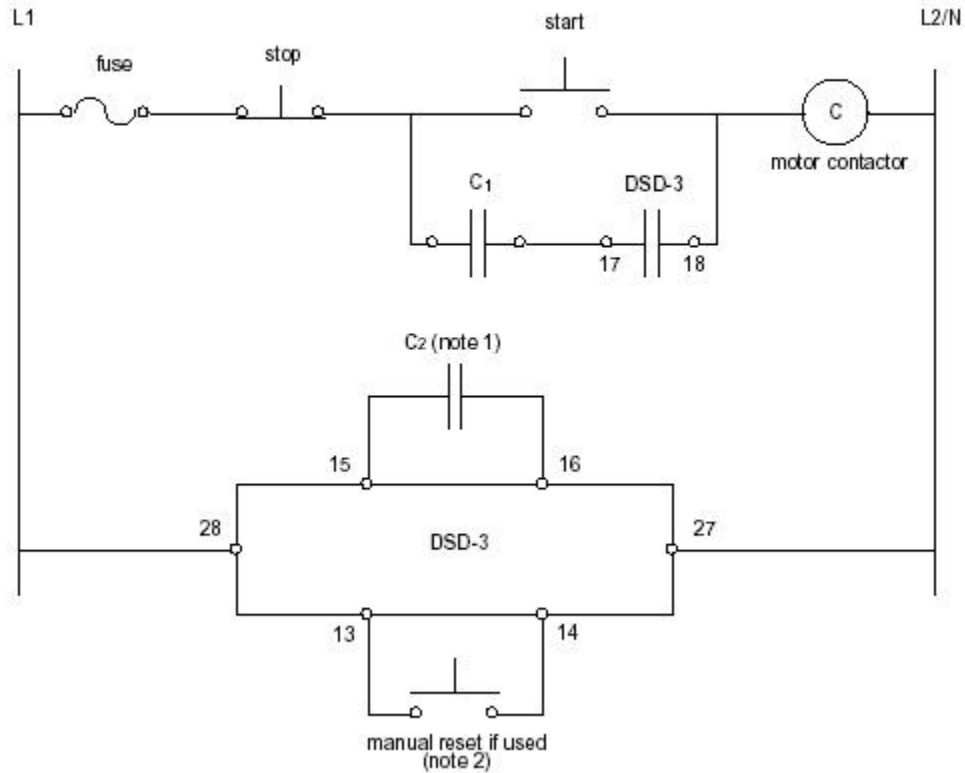 L1
L2/N
start
fuse
stop
C
motor contactor
C1
DSD-3
17
18
C2 (note 1)
15
16
28
DSD-3
27
13
14
manual reset if used
(note 2)